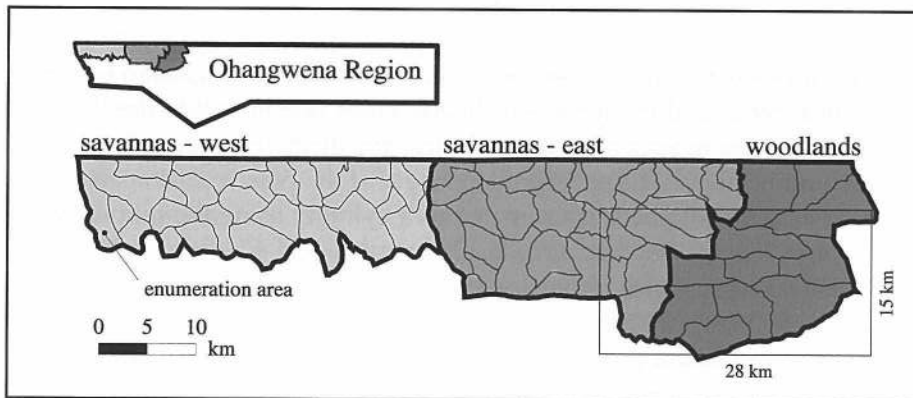 Ohangwena Region
savannas - west savannas - east woodlands
enumeration area
0 5 10
km
15 km
28 km